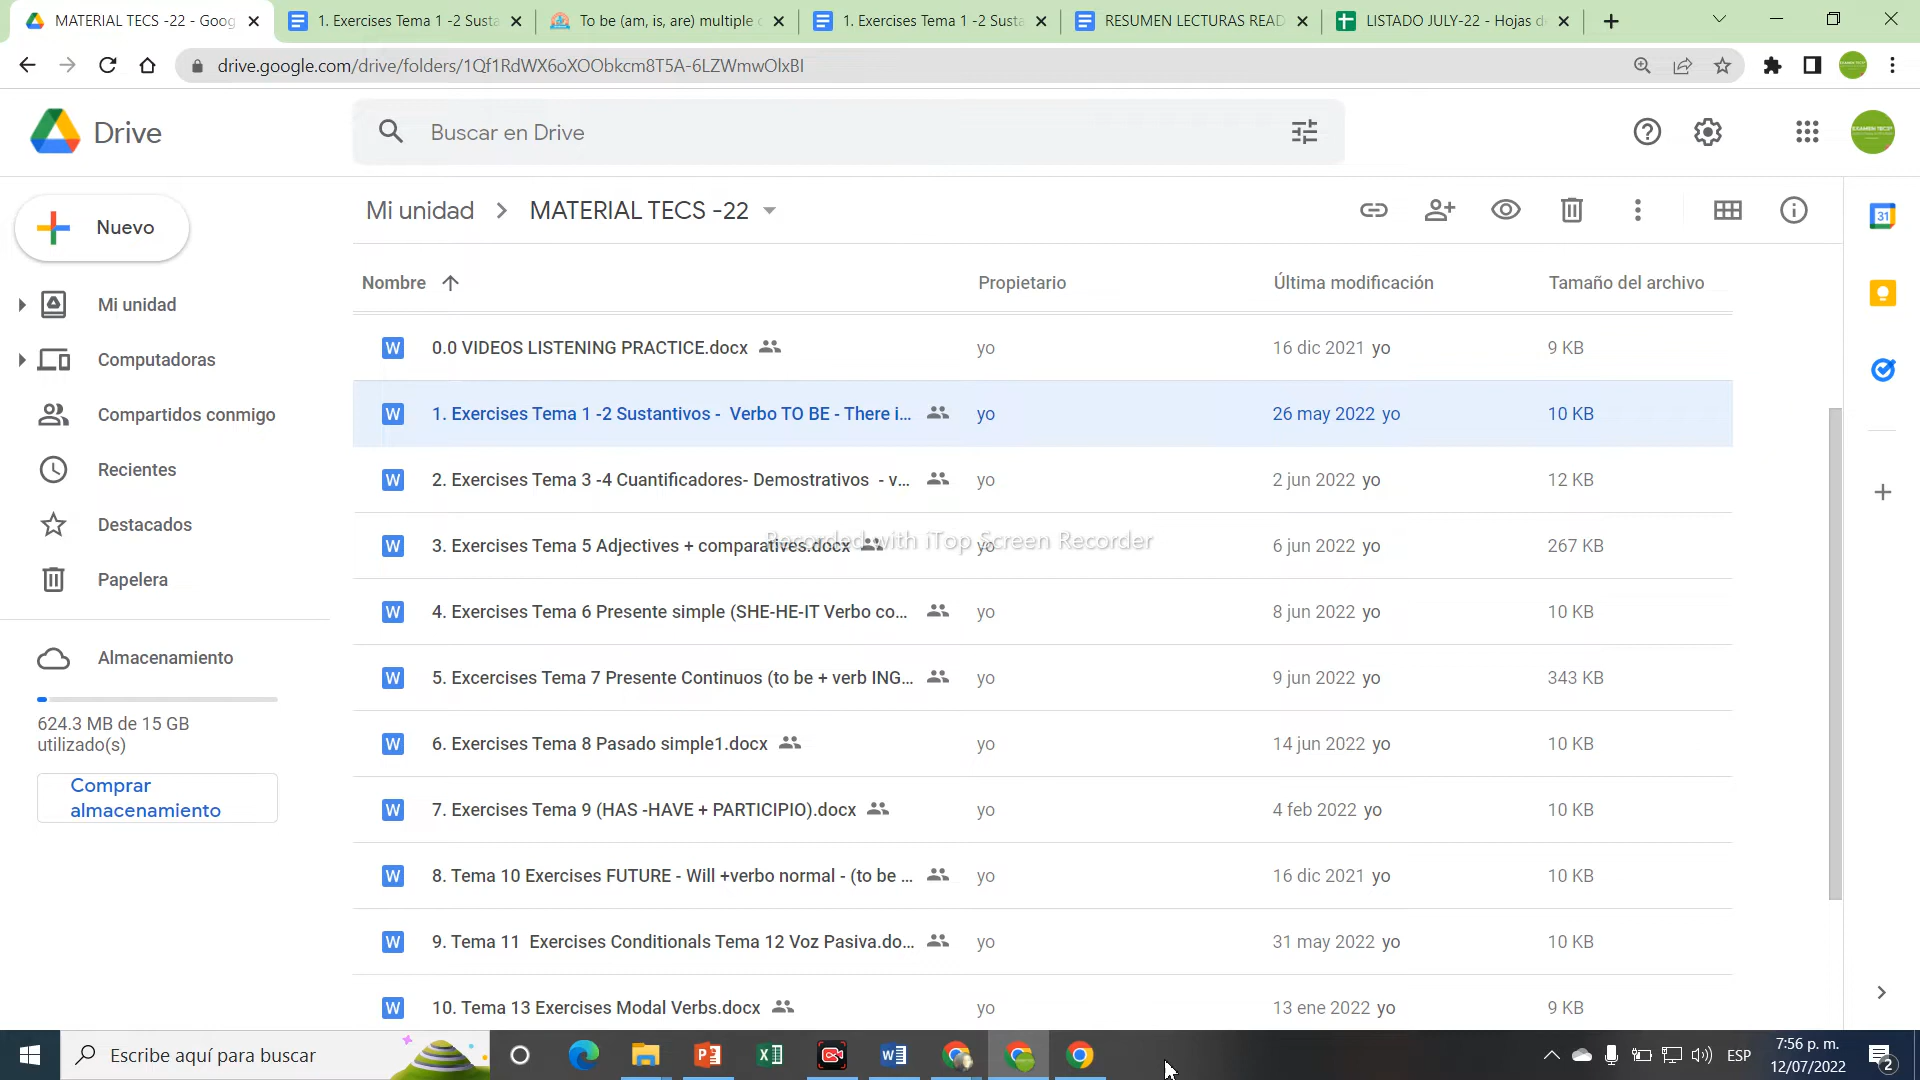 MATERIAL TECS -22 - Goog
1. Exercises Tema 1 -2 Susta
To be (am, is, are) multiple c
1. Exercises Tema 1 -2 Susta
RESUMEN LECTURAS READ
LISTADO JULY-22 - Hojas de
drive.google.com/drive/folders/1Qf1RdWX6oXOObkcm8T5A-6LZWmwOlxBI
Drive
Buscar en Drive
EXAMEN TECS
Nuevo
Mi unidad
MATERIAL TECS -22
31
Nombre
Propietario
Última modificación
Tamaño del archivo
Mi unidad
Computadoras
Compartidos conmigo
Recientes
Destacados
Papelera
Almacenamiento
624.3 MB de 15 GB
utilizado(s)
Comprar
almacenamiento
W 0.0 VIDEOS LISTENING PRACTICE.docx yo 16 dic 2021 yo 9 KB
W 1. Exercises Tema 1 -2 Sustantivos - Verbo TO BE - There i... yo 26 may 2022 yo 10 KB
W 2. Exercises Tema 3 -4 Cuantificadores- Demostrativos - v... yo 2 jun 2022 yo 12 KB
Recorded with iTop Screen Recorder
W 3. Exercises Tema 5 Adjectives + comparatives.docx yo 6 jun 2022 yo 267 KB
W 4. Exercises Tema 6 Presente simple (SHE-HE-IT Verbo co... yo 8 jun 2022 yo 10 KB
W 5. Excercises Tema 7 Presente Continuos (to be + verb ING... yo 9 jun 2022 yo 343 KB
W 6. Exercises Tema 8 Pasado simple1.docx yo 14 jun 2022 yo 10 KB
W 7. Exercises Tema 9 (HAS -HAVE + PARTICIPIO).docx yo 4 feb 2022 yo 10 KB
W 8. Tema 10 Exercises FUTURE - Will +verbo normal - (to be ... yo 16 dic 2021 yo 10 KB
W 9. Tema 11 Exercises Conditionals Tema 12 Voz Pasiva.do... yo 31 may 2022 yo 10 KB
W 10. Tema 13 Exercises Modal Verbs.docx yo 13 ene 2022 yo 9 KB
Escribe aquí para buscar
ESP
7:56 p. m.
12/07/2022
2